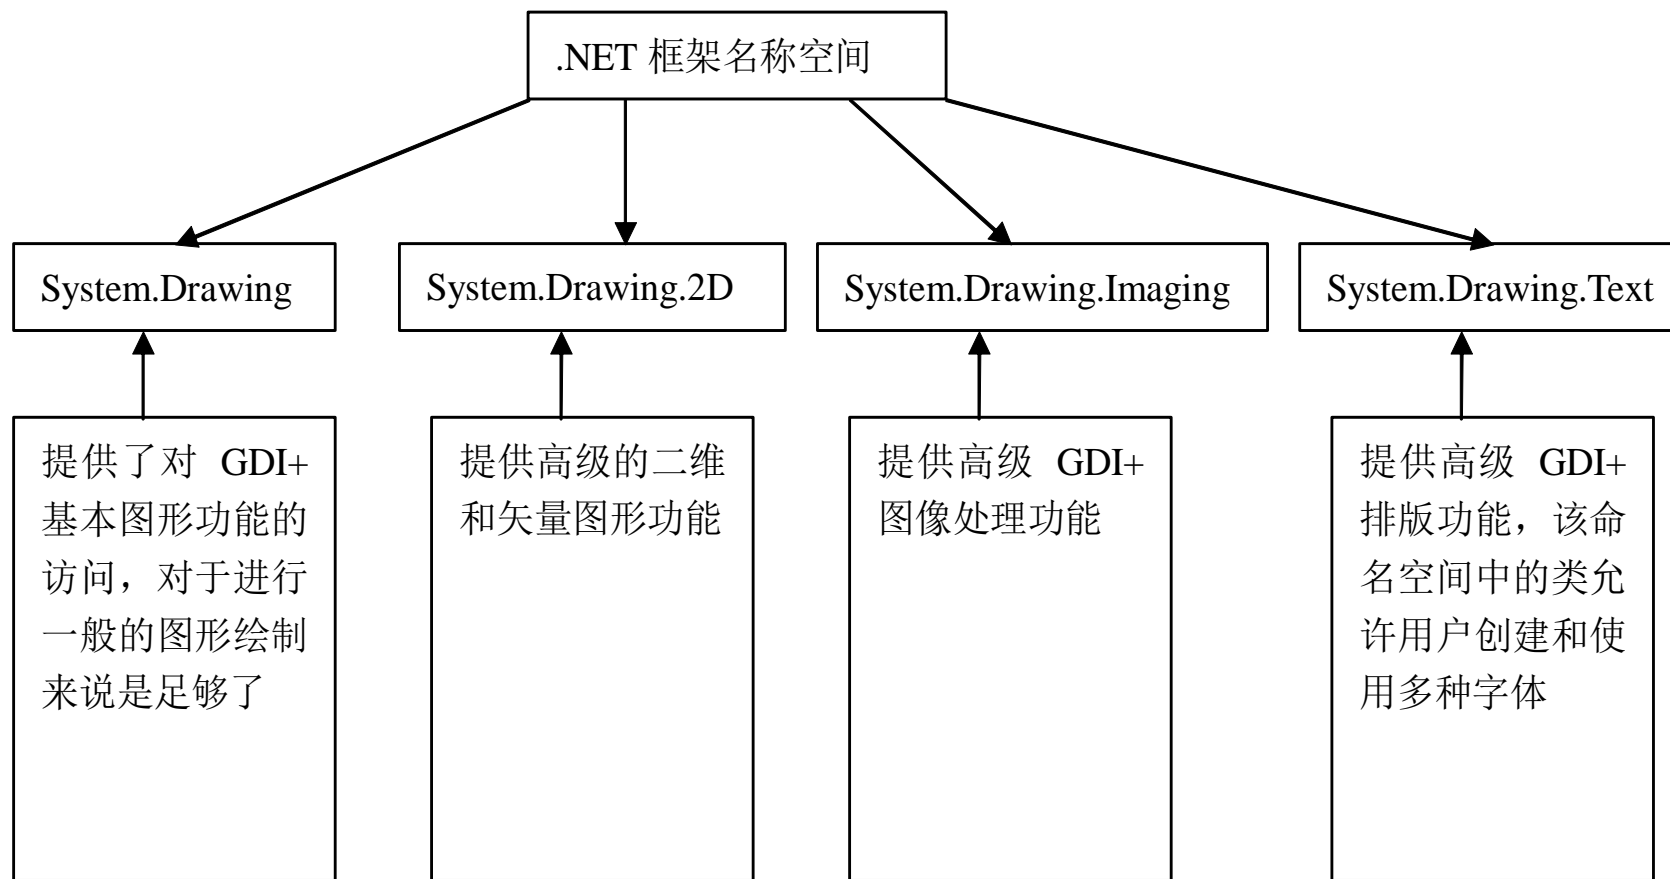 .NET 框架名称空间
System.Drawing
System.Drawing.2D
System.Drawing.Imaging
System.Drawing.Text
提供了对 GDI+
基本图形功能的
访问，对于进行
一般的图形绘制
来说是足够了
提供高级的二维
和矢量图形功能
提供高级 GDI+
图像处理功能
提供高级 GDI+
排版功能，该命
名空间中的类允
许用户创建和使
用多种字体